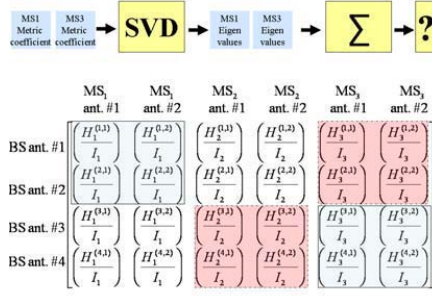 MS1 Metric coefficient
MS3 Metric coefficient
SVD
MS1 Eigen values
MS3 Eigen values
∑
?
MS₁ ant. #1
MS₁ ant. #2
MS₂ ant. #1
MS₂ ant. #2
MS₃ ant. #1
MS₃ ant. #2
BS ant. #1
(H₁^{(1,1)} / I₁) (H₁^{(1,2)} / I₁) (H₂^{(1,1)} / I₂) (H₂^{(1,2)} / I₂) (H₃^{(1,1)} / I₃) (H₃^{(1,2)} / I₃)
BS ant. #2
(H₁^{(2,1)} / I₁) (H₁^{(2,2)} / I₁) (H₂^{(2,1)} / I₂) (H₂^{(2,2)} / I₂) (H₃^{(2,1)} / I₃) (H₃^{(2,2)} / I₃)
BS ant. #3
(H₁^{(3,1)} / I₁) (H₁^{(3,2)} / I₁) (H₂^{(3,1)} / I₂) (H₂^{(3,2)} / I₂) (H₃^{(3,1)} / I₃) (H₃^{(3,2)} / I₃)
BS ant. #4
(H₁^{(4,1)} / I₁) (H₁^{(4,2)} / I₁) (H₂^{(4,1)} / I₂) (H₂^{(4,2)} / I₂) (H₃^{(4,1)} / I₃) (H₃^{(4,2)} / I₃)